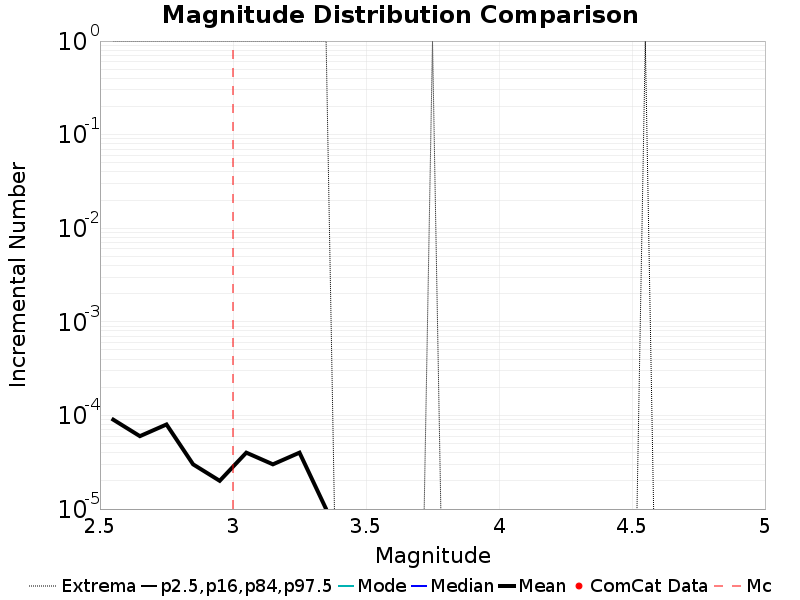 Magnitude Distribution Comparison
Incremental Number
10^0
10^-1
10^-2
10^-3
10^-4
10^-5
2.5 3 3.5 4 4.5 5
Magnitude
Extrema p2.5,p16,p84,p97.5 Mode Median Mean ComCat Data Mc